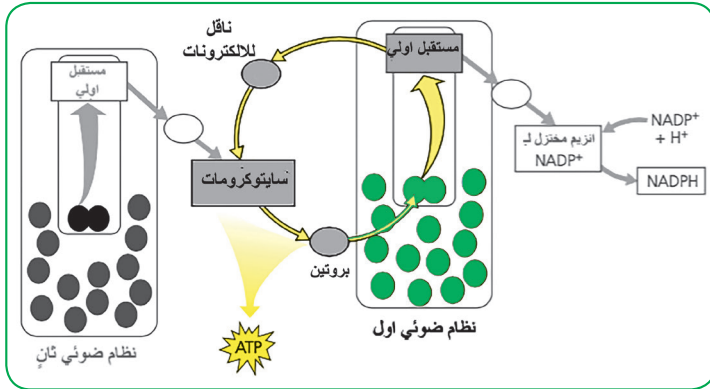 ناقل
للالكترونات
مستقبل اولي
مستقبل
اولي
NADP⁺
+ H⁺
انزيم مختزل لـ
NADP⁺
NADPH
سايتوكرومات
بروتين
نظام ضوئي اول
ATP
نظام ضوئي ثانٍ